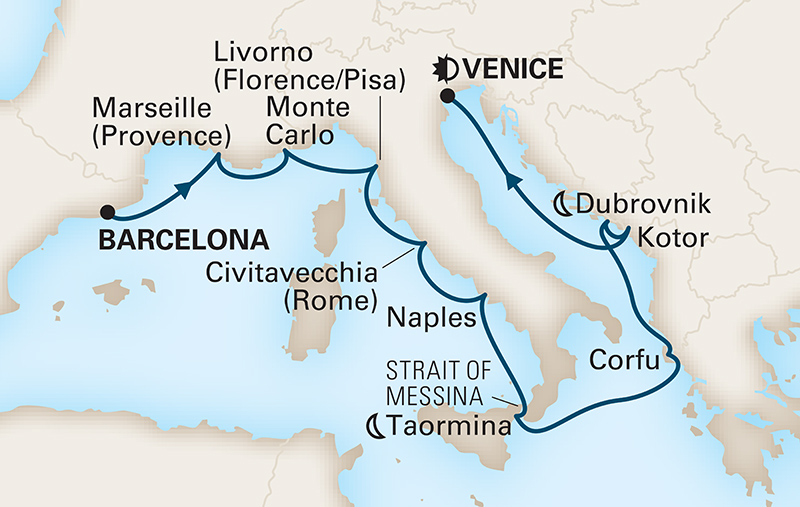 Livorno
(Florence/Pisa)
VENICE
Marseille
(Provence)
Monte
Carlo
BARCELONA
Dubrovnik
Kotor
Civitavecchia
(Rome)
Naples
Corfu
STRAIT OF
MESSINA
Taormina